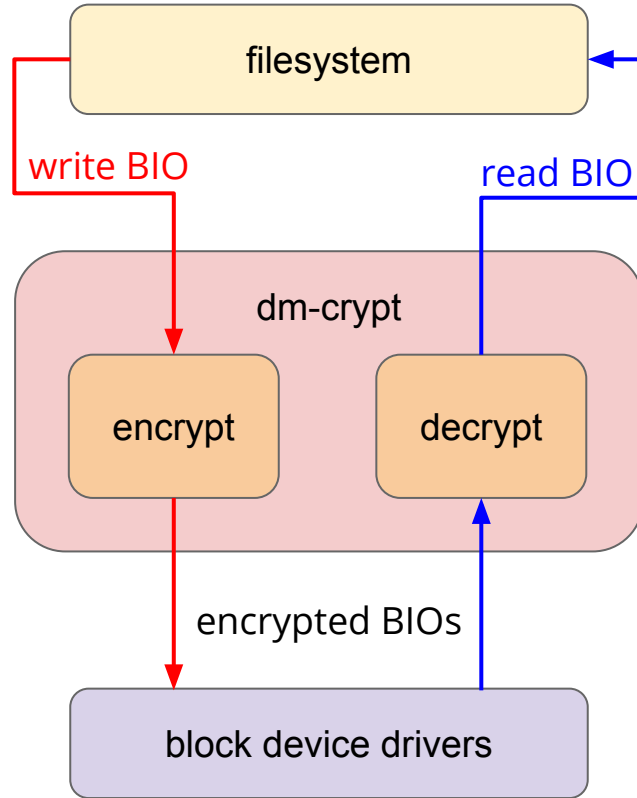 filesystem
write BIO
read BIO
dm-crypt
encrypt
decrypt
encrypted BIOs
block device drivers